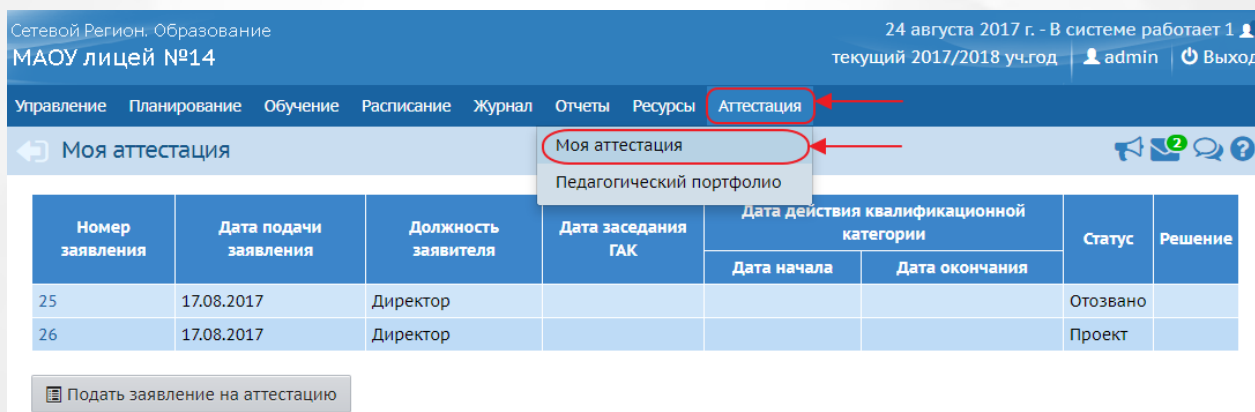 Сетевой Регион. Образование
24 августа 2017 г. - В системе работает 1
МАОУ лицей №14
текущий 2017/2018 уч.год admin Выход
Управление Планирование Обучение Расписание Журнал Отчеты Ресурсы Аттестация
Моя аттестация
Моя аттестация
2
Педагогический портфолио
Номер заявления
Дата подачи заявления
Должность заявителя
Дата заседания ГАК
Дата действия квалификационной категории
Статус
Решение
Дата начала
Дата окончания
25 17.08.2017 Директор Отозвано
26 17.08.2017 Директор Проект
Подать заявление на аттестацию